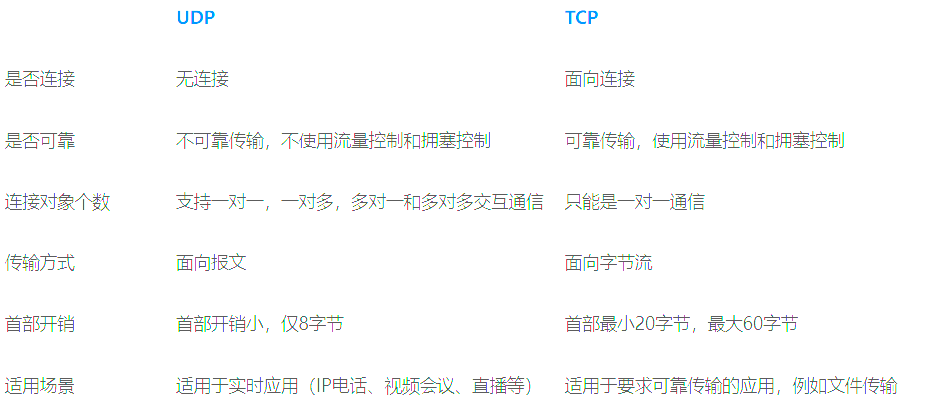 UDP TCP
是否连接 无连接 面向连接
是否可靠 不可靠传输，不使用流量控制和拥塞控制 可靠传输，使用流量控制和拥塞控制
连接对象个数 支持一对一，一对多，多对一和多对多交互通信 只能是一对一通信
传输方式 面向报文 面向字节流
首部开销 首部开销小，仅8字节 首部最小20字节，最大60字节
适用场景 适用于实时应用（IP电话、视频会议、直播等） 适用于要求可靠传输的应用，例如文件传输